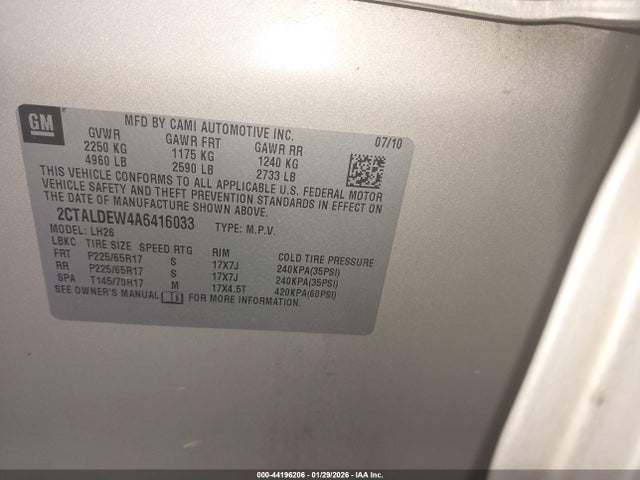 GM
MFD BY CAMI AUTOMOTIVE INC.
07/10
GVWR GAWR FRT GAWR RR
2250 KG 1175 KG 1240 KG
4960 LB 2590 LB 2733 LB
THIS VEHICLE CONFORMS TO ALL APPLICABLE U.S. FEDERAL MOTOR
VEHICLE SAFETY AND THEFT PREVENTION STANDARDS IN EFFECT ON
THE DATE OF MANUFACTURE SHOWN ABOVE.
2CTALDEW4A6416033 TYPE: M.P.V.
MODEL: LH26
LBKC TIRE SIZE SPEED RTG RIM COLD TIRE PRESSURE
FRT P225/65R17 S 17X7J 240KPA(35PSI)
RR P225/65R17 S 17X7J 240KPA(35PSI)
SPA T145/70H17 M 17X4.5T 420KPA(60PSI)
SEE OWNER'S MANUAL FOR MORE INFORMATION.
000-44196206 - 01/29/2026 - IAA Inc.